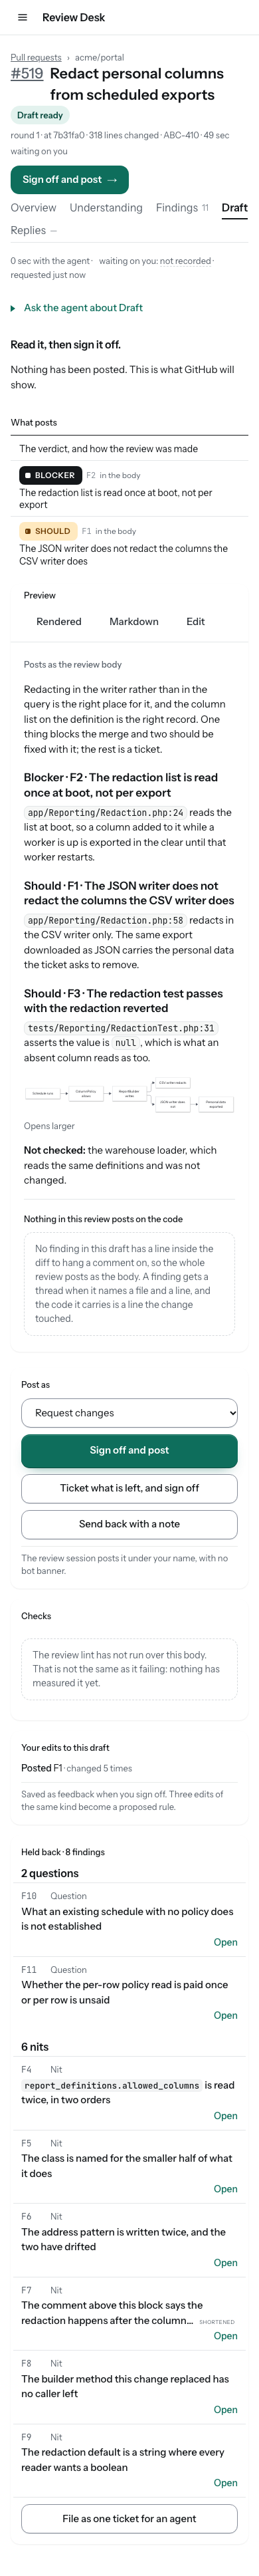 Review Desk
Pull requests › acme/portal
#519 Redact personal columns
from scheduled exports
Draft ready
round 1 · at 7b31fa0 · 318 lines changed · ABC-410 · 49 sec
waiting on you
Sign off and post →
Overview Understanding Findings 11 Draft
Replies —
0 sec with the agent · waiting on you: not recorded ·
requested just now
Ask the agent about Draft
Read it, then sign it off.
Nothing has been posted. This is what GitHub will
show.
What posts
The verdict, and how the review was made
BLOCKER F2 in the body
The redaction list is read once at boot, not per
export
SHOULD F1 in the body
The JSON writer does not redact the columns the
CSV writer does
Preview
Rendered Markdown Edit
Posts as the review body
Redacting in the writer rather than in the
query is the right place for it, and the column
list on the definition is the right record. One
thing blocks the merge and two should be
fixed with it; the rest is a ticket.
Blocker · F2 · The redaction list is read
once at boot, not per export
app/Reporting/Redaction.php:24 reads the
list at boot, so a column added to it while a
worker is up is exported in the clear until that
worker restarts.
Should · F1 · The JSON writer does not
redact the columns the CSV writer does
app/Reporting/Redaction.php:58 redacts in
the CSV writer only. The same export
downloaded as JSON carries the personal data
the ticket asks to remove.
Should · F3 · The redaction test passes
with the redaction reverted
tests/Reporting/RedactionTest.php:31
asserts the value is null, which is what an
absent column reads as too.
Opens larger
Not checked: the warehouse loader, which
reads the same definitions and was not
changed.
Nothing in this review posts on the code
No finding in this draft has a line inside the
diff to hang a comment on, so the whole
review posts as the body. A finding gets a
thread when it names a file and a line, and
the code it carries is a line the change
touched.
Post as
Request changes
Sign off and post
Ticket what is left, and sign off
Send back with a note
The review session posts it under your name, with no
bot banner.
Checks
The review lint has not run over this body.
That is not the same as it failing: nothing has
measured it yet.
Your edits to this draft
Posted F1 · changed 5 times
Saved as feedback when you sign off. Three edits of
the same kind become a proposed rule.
Held back · 8 findings
2 questions
F10 Question
What an existing schedule with no policy does
is not established
Open
F11 Question
Whether the per-row policy read is paid once
or per row is unsaid
Open
6 nits
F4 Nit
report_definitions.allowed_columns is read
twice, in two orders
Open
F5 Nit
The class is named for the smaller half of what
it does
Open
F6 Nit
The address pattern is written twice, and the
two have drifted
Open
F7 Nit
The comment above this block says the
redaction happens after the column… SHORTENED
Open
F8 Nit
The builder method this change replaced has
no caller left
Open
F9 Nit
The redaction default is a string where every
reader wants a boolean
Open
File as one ticket for an agent